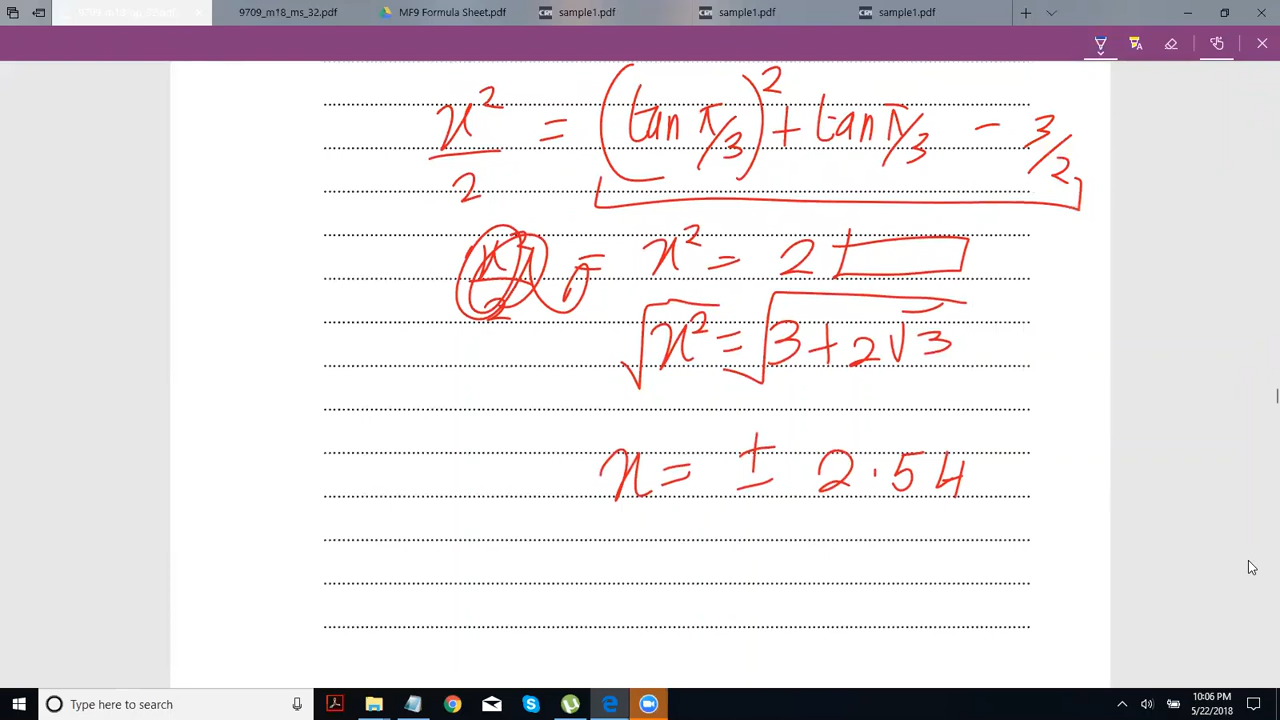 9709_m18_ms_32.pdf MF9 Formula Sheet.pdf sample1.pdf sample1.pdf sample1.pdf
x²/2 = (tan π/3)² + tan π/3 - 3/2
x² = 2
√x² = √3+2√3
x = ± 2.54
Type here to search
10:06 PM
5/22/2018